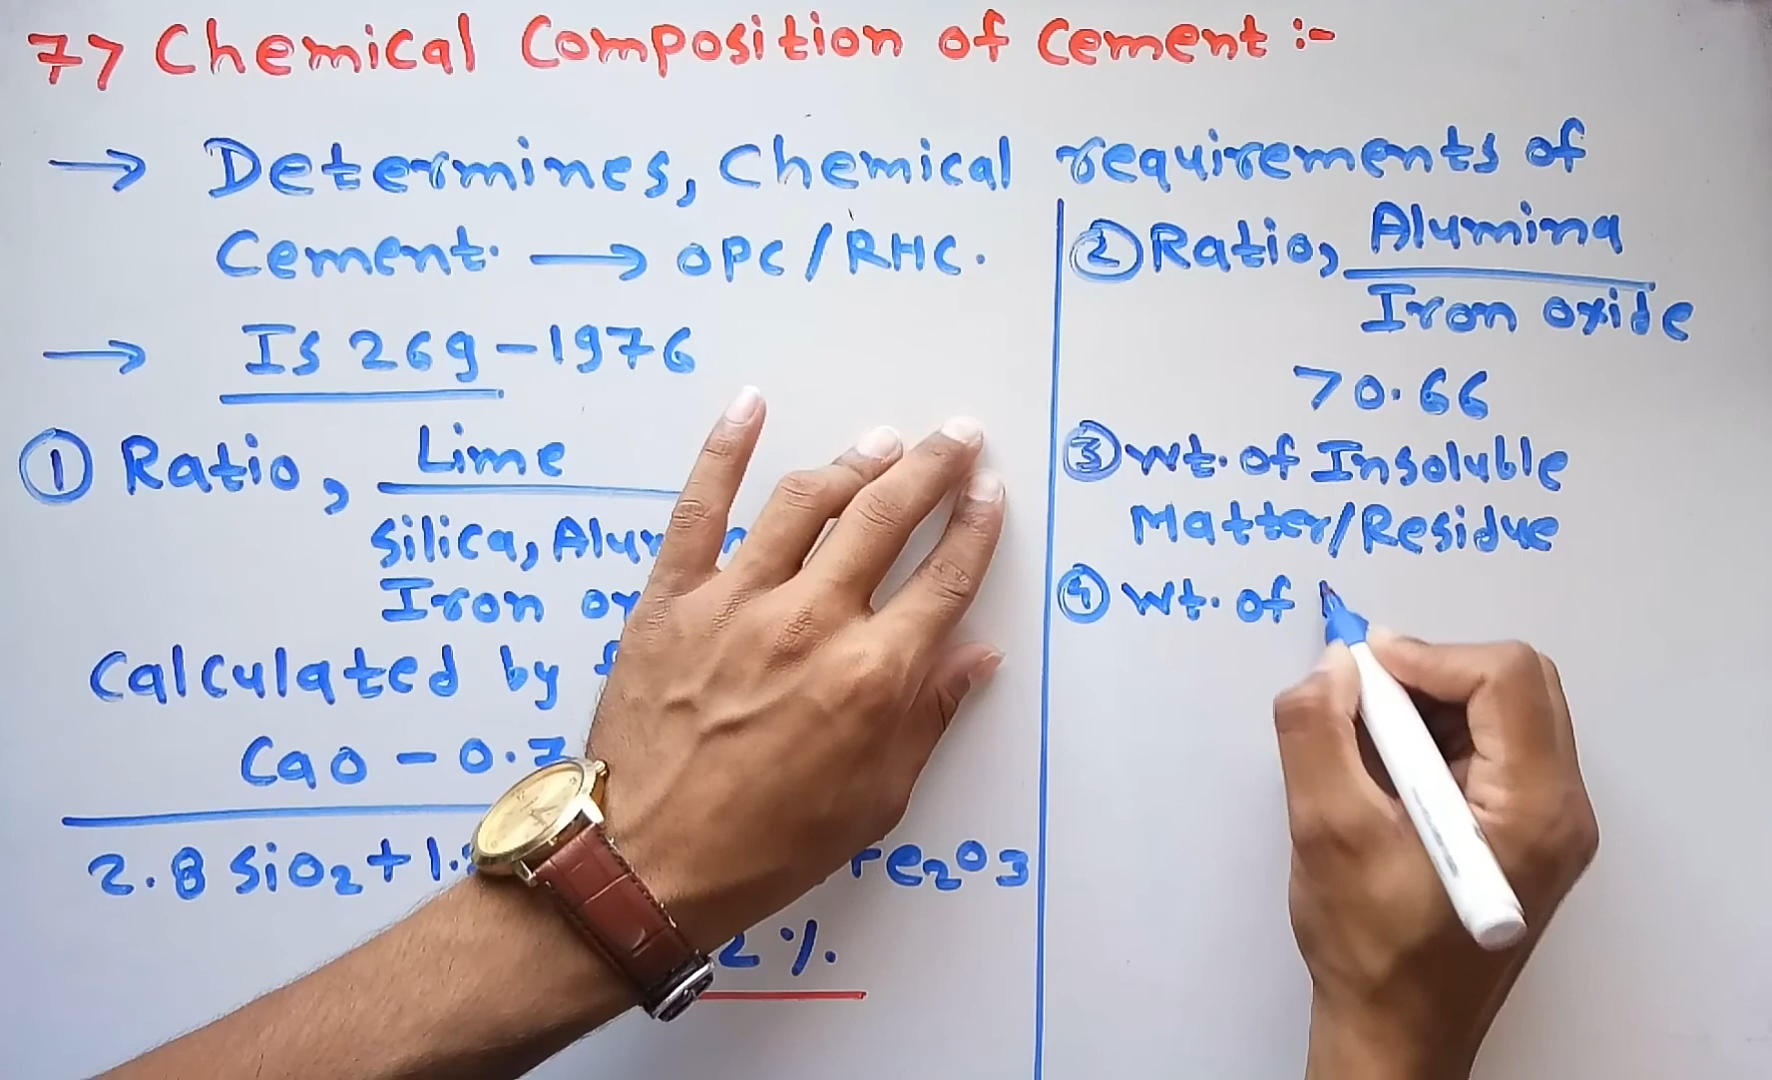 7> Chemical Composition of Cement :-
→ Determines, Chemical requirements of
Cement. → OPC/RHC.
→ IS 269-1976
① Ratio, Lime
Silica,
Iron
Calculated by
CaO - 0.7
2.8 SiO₂ + 1. Fe₂O₃
2%.
② Ratio, Alumina
Iron oxide
>0.66
③ Wt. of Insoluble
Matter/Residue
④ Wt. of